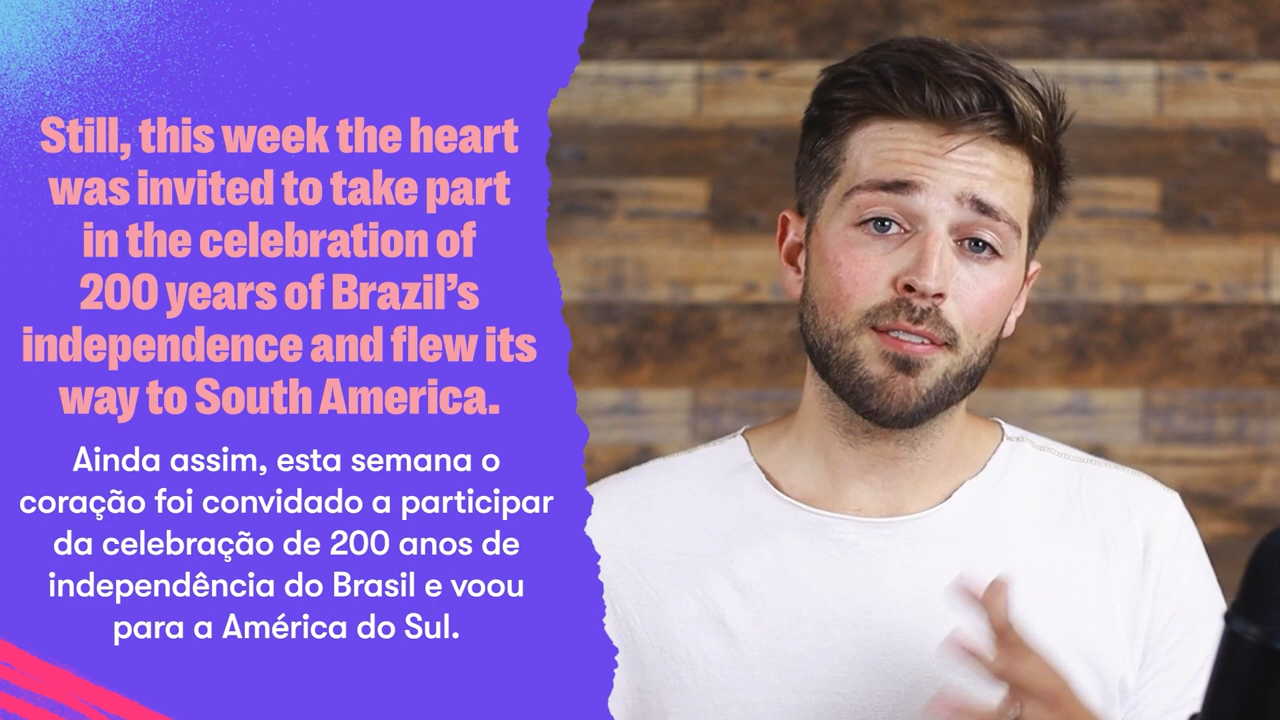 Still, this week the heart
was invited to take part
in the celebration of
200 years of Brazil’s
independence and flew its
way to South America.
Ainda assim, esta semana o
coração foi convidado a participar
da celebração de 200 anos de
independência do Brasil e voou
para a América do Sul.